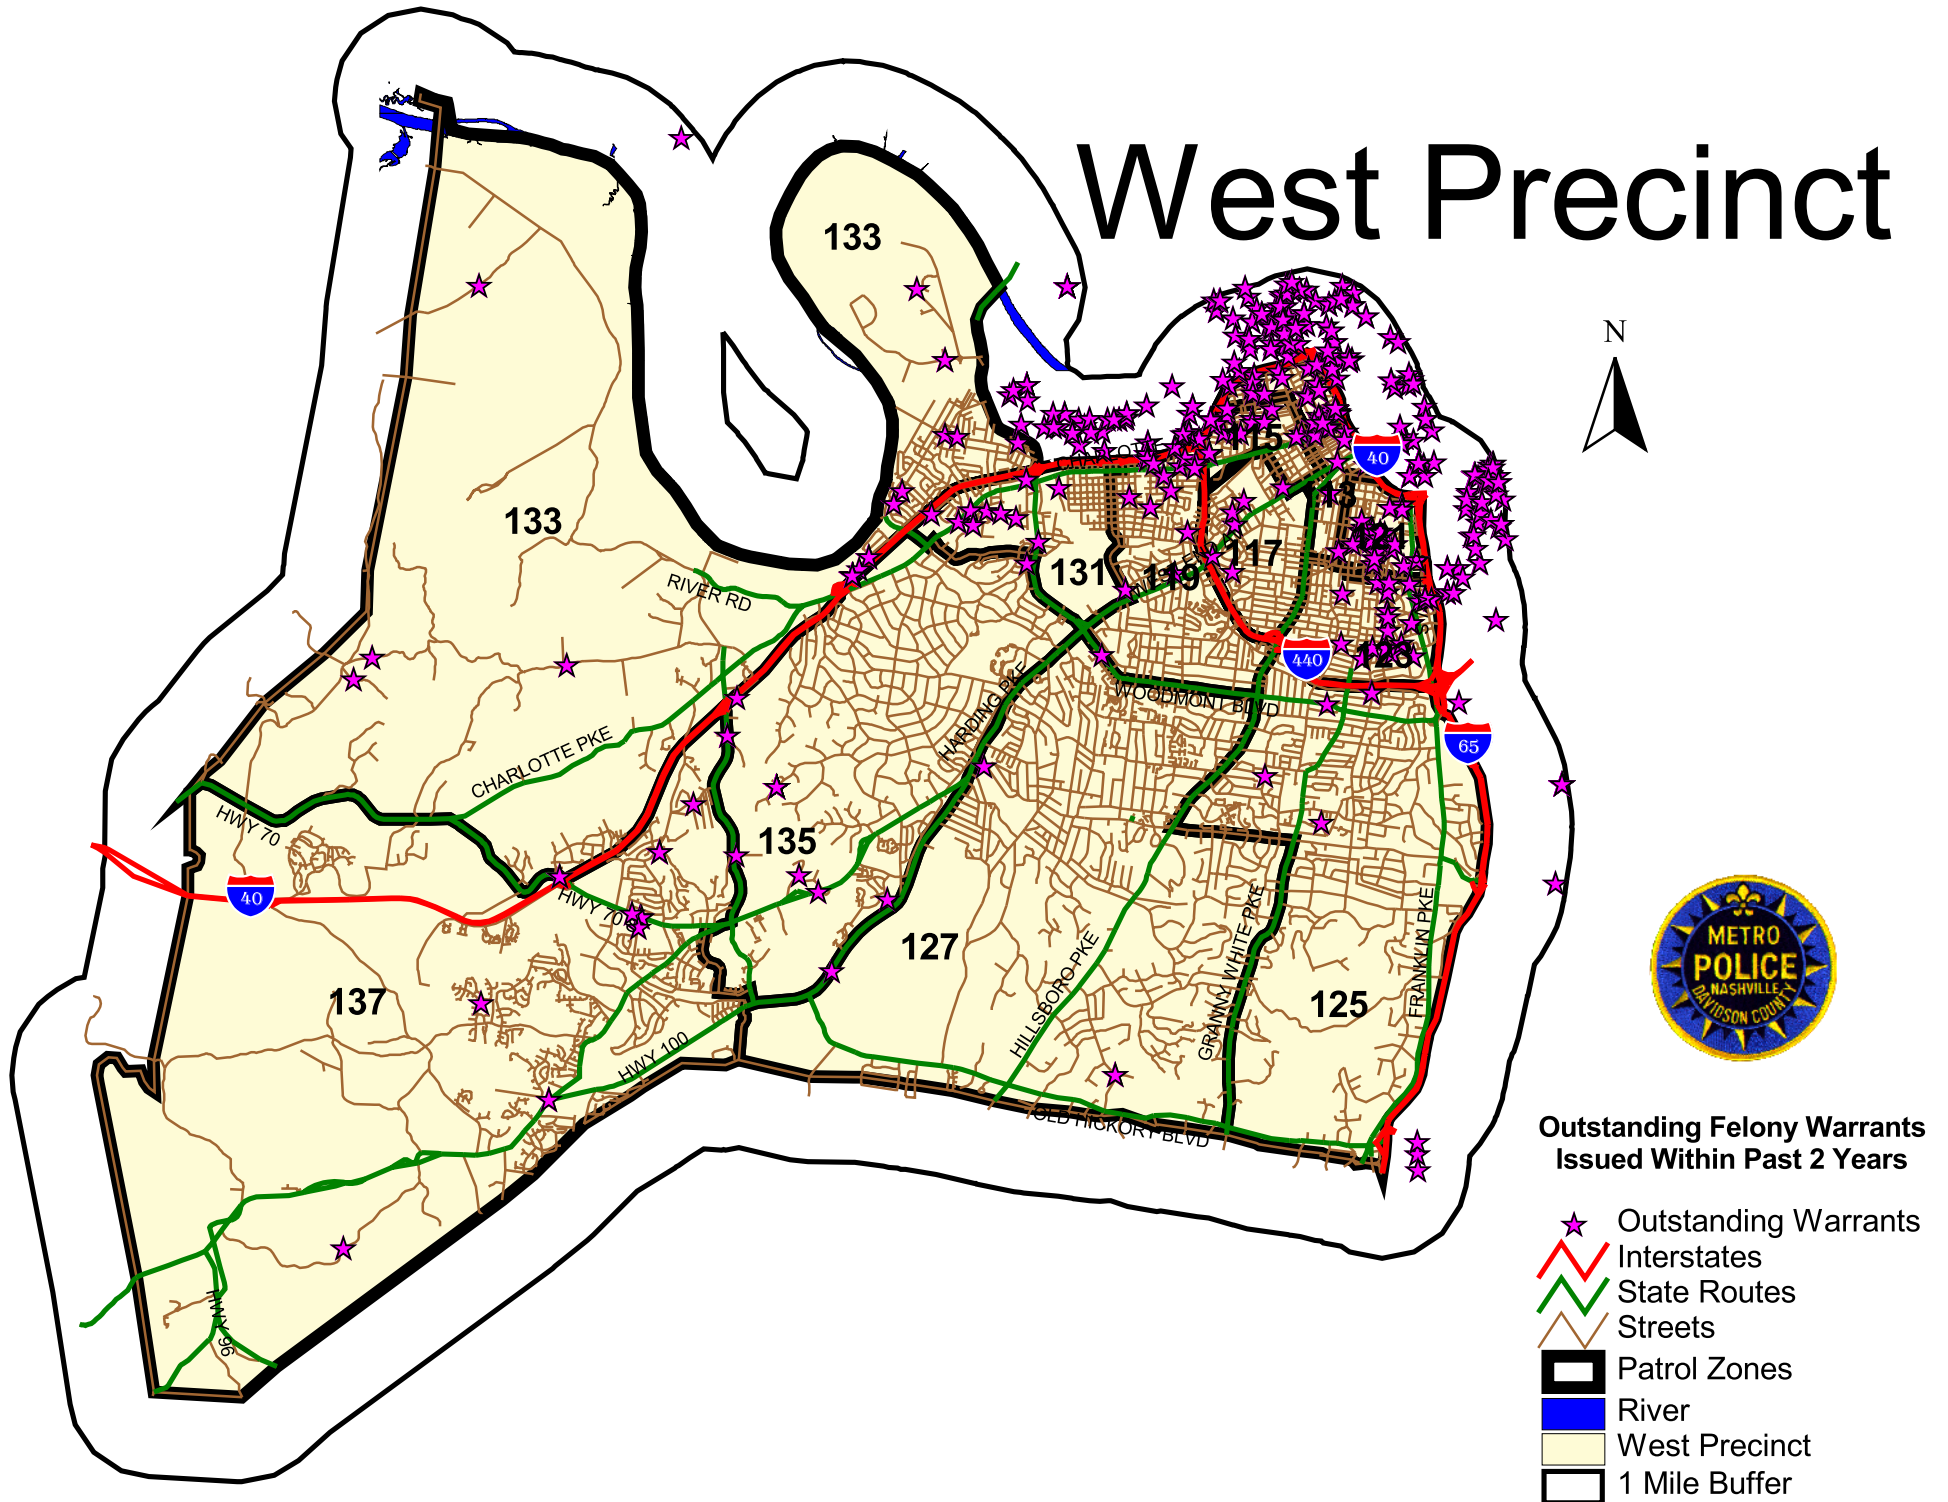 West Precinct
133
N
115
40
133
13
121
117
131
119
RIVER RD
123
440
HARDING PKE
WOODMONT BLVD
65
CHARLOTTE PKE
HWY 70
135
40
HWY 70
127
137
HILLSBORO PKE
GRANNY WHITE PKE
FRANKLIN PKE
125
HWY 100
OLD HICKORY BLVD
HWY 96
METRO
POLICE
NASHVILLE
DAVIDSON COUNTY
Outstanding Felony Warrants
Issued Within Past 2 Years
Outstanding Warrants
Interstates
State Routes
Streets
Patrol Zones
River
West Precinct
1 Mile Buffer